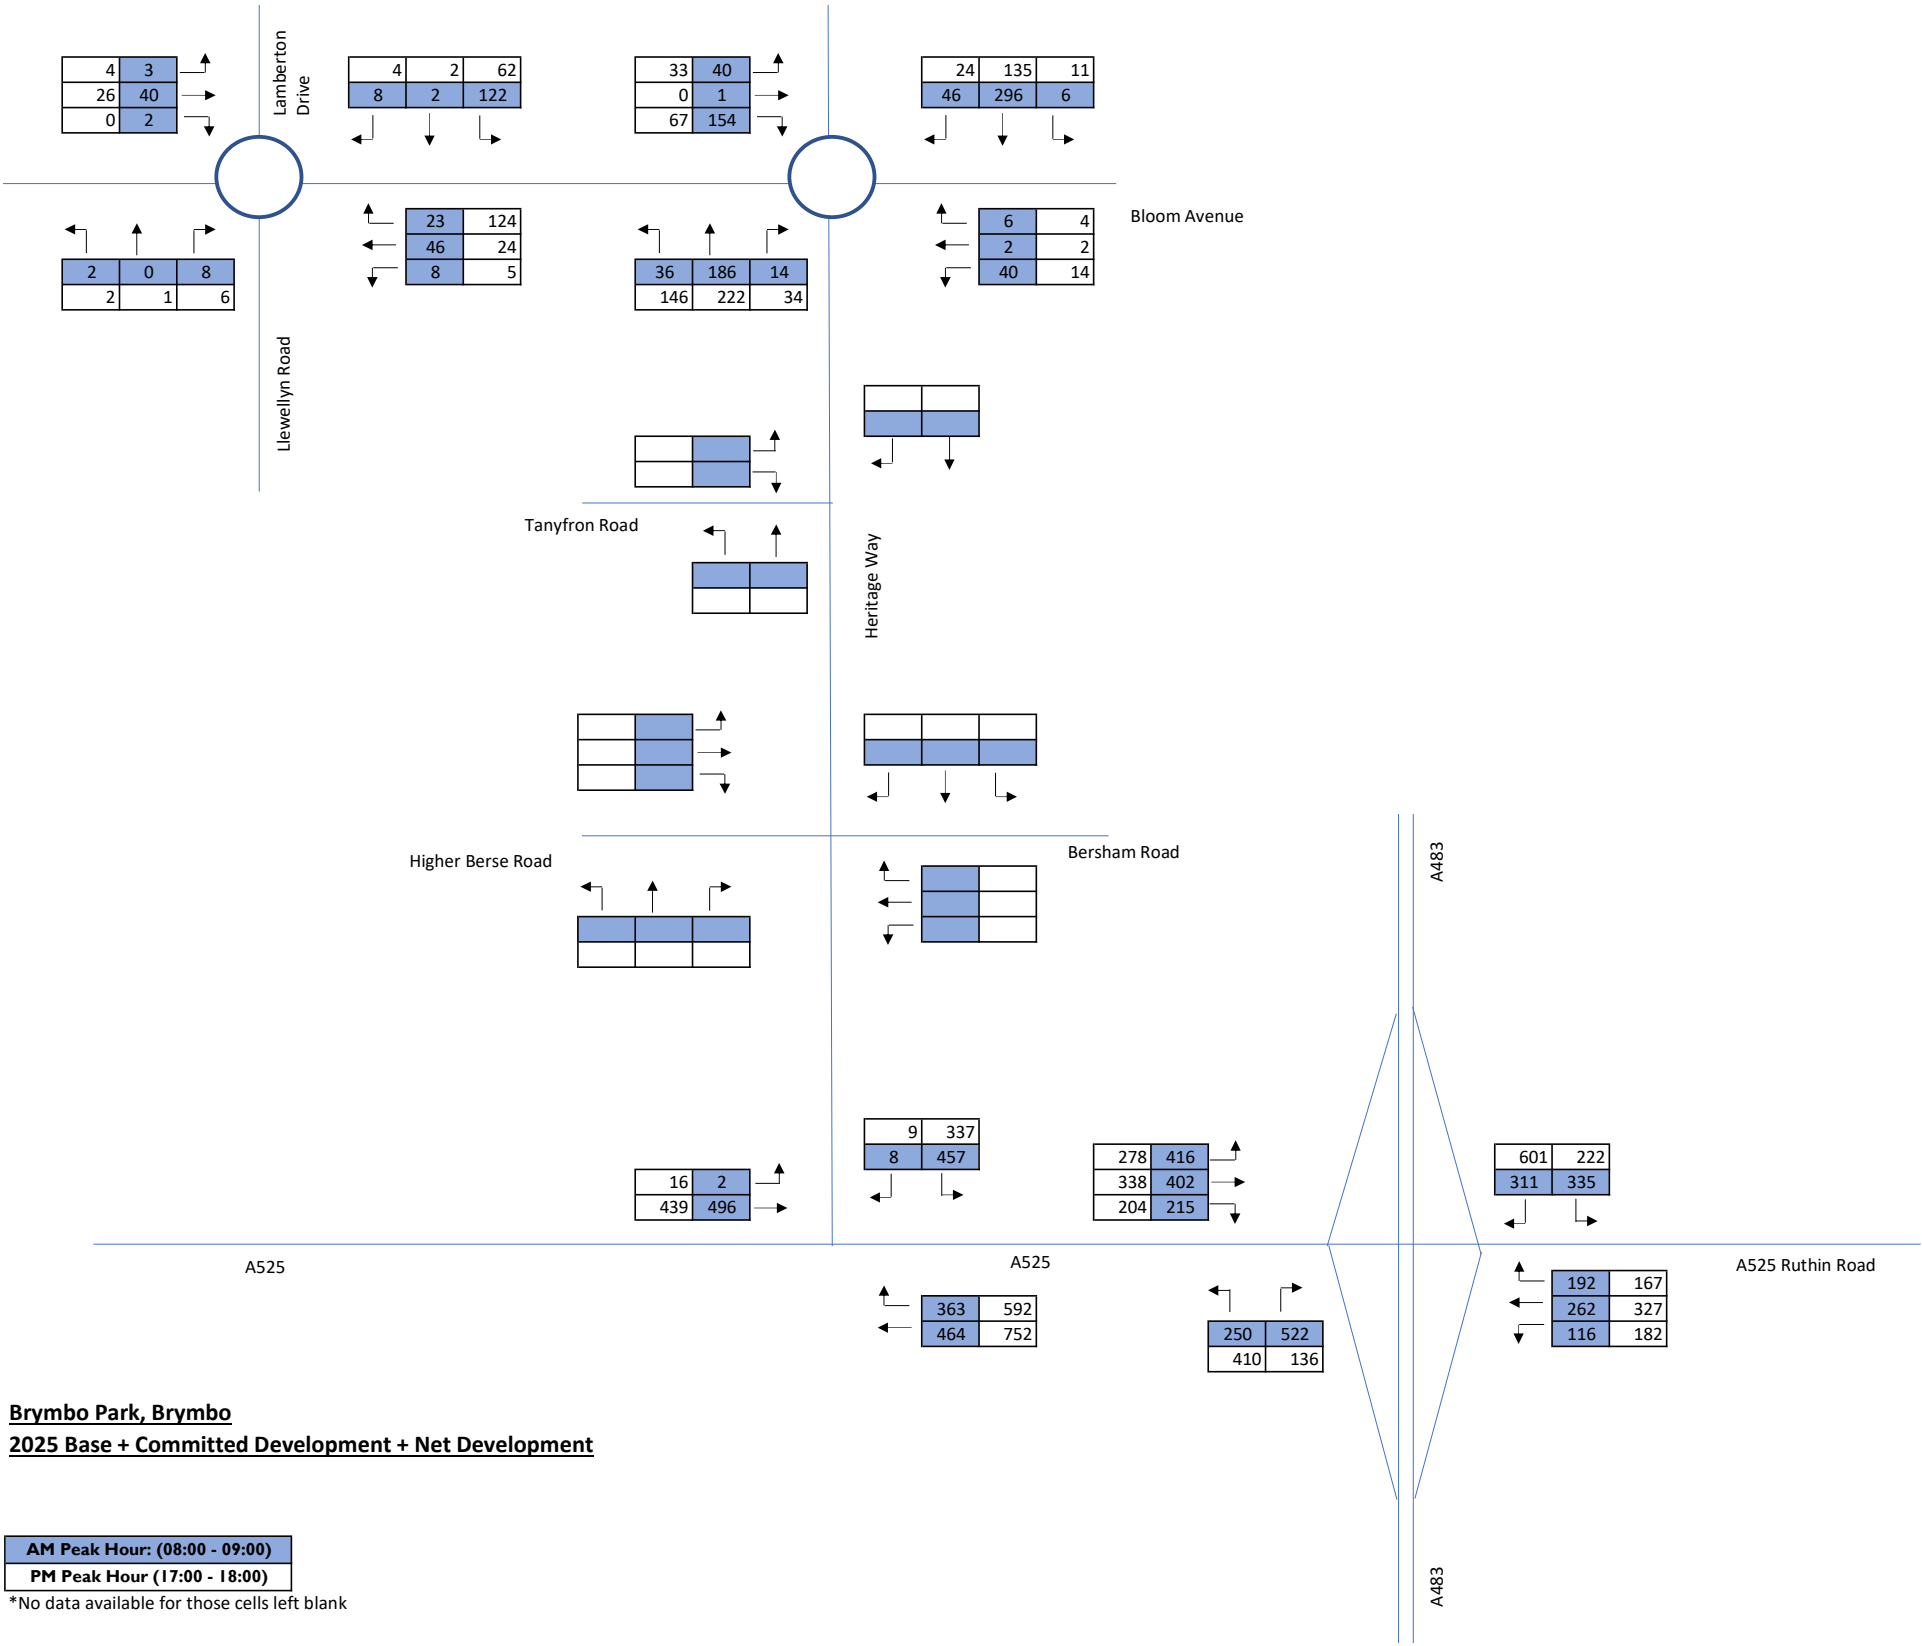 4 3
26 40
0 2
Lamberton
Drive
4 2 62
8 2 122
33 40
0 1
67 154
24 135 11
46 296 6
2 0 8
2 1 6
23 124
46 24
8 5
36 186 14
146 222 34
6 4
2 2
40 14
Bloom Avenue
Llewellyn Road
Tanyfron Road
Heritage Way
Higher Berse Road
Bersham Road
A483
16 2
439 496
9 337
8 457
278 416
338 402
204 215
601 222
311 335
A525
A525
A525 Ruthin Road
363 592
464 752
250 522
410 136
192 167
262 327
116 182
Brymbo Park, Brymbo
2025 Base + Committed Development + Net Development
AM Peak Hour: (08:00 - 09:00)
PM Peak Hour (17:00 - 18:00)
*No data available for those cells left blank
A483